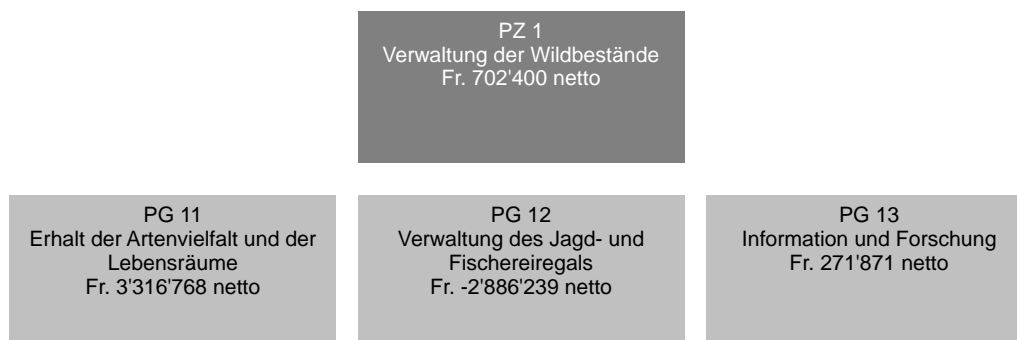 PZ 1
Verwaltung der Wildbestände
Fr. 702'400 netto
PG 11
Erhalt der Artenvielfalt und der
Lebensräume
Fr. 3'316'768 netto
PG 12
Verwaltung des Jagd- und
Fischereiregals
Fr. -2'886'239 netto
PG 13
Information und Forschung
Fr. 271'871 netto